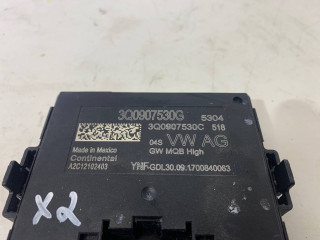 3Q0907530G 5304
3Q0907530C 518
04S VW AG
GW MQB High
Made in Mexico
Continental
A2C12102403
YHF-GDL30.09.1700840063
X2